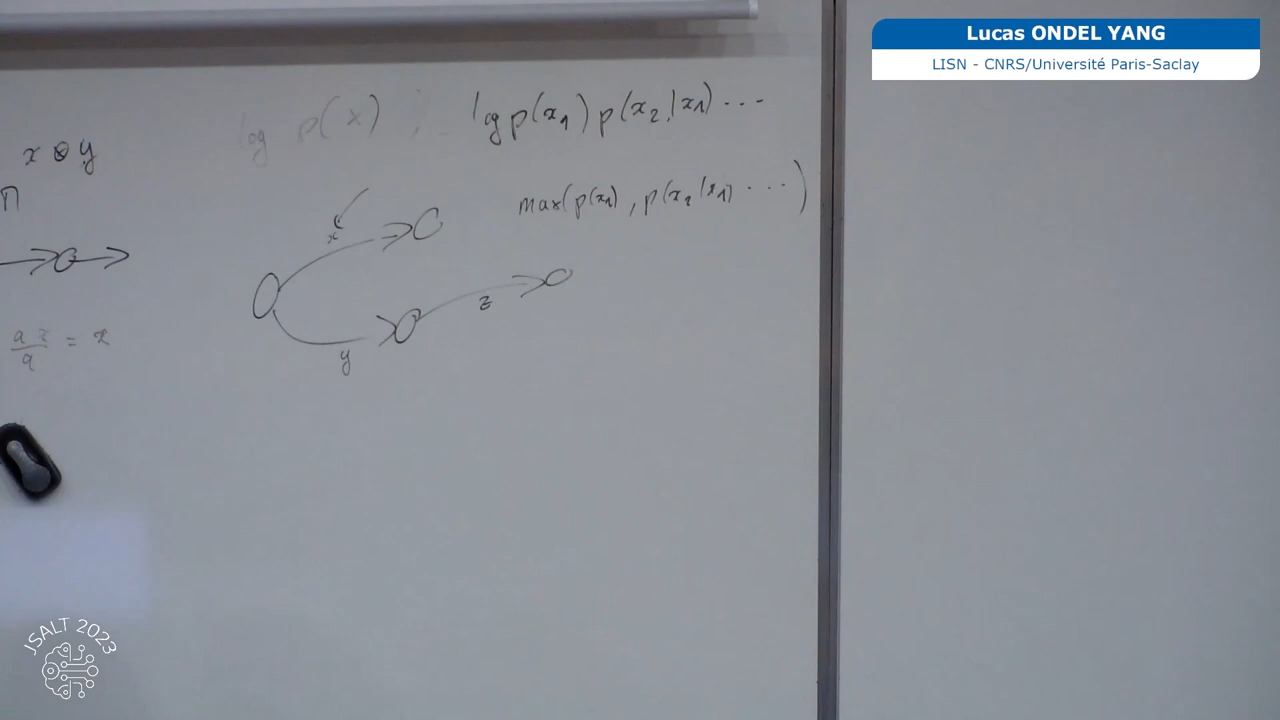 Lucas ONDEL YANG
LISN - CNRS/Université Paris-Saclay
log p(x)
log p(x₁) p(x₂|x₁) ...
x ⊗ y
max(p(x₁), p(x₂|x₁) ...)
x
z
y
JSALT 2023